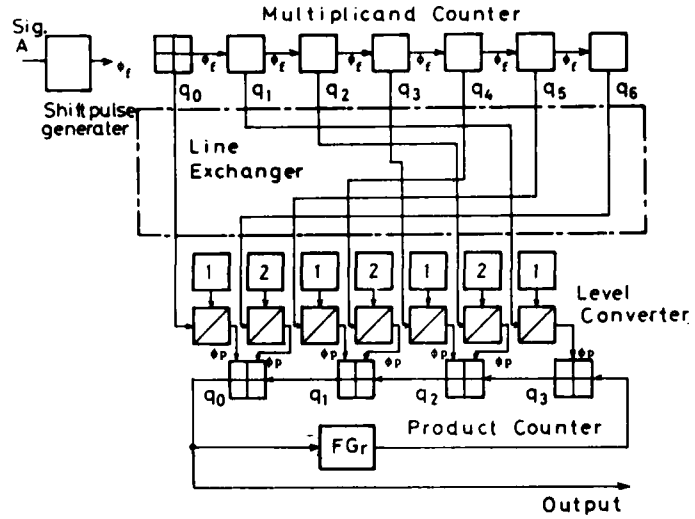 Multiplicand Counter
Sig.
A
ϕf
ϕf ϕf ϕf ϕf ϕf ϕf
q0 q1 q2 q3 q4 q5 q6
Shiftpulse
generater
Line
Exchanger
1 2 1 2 1 2 1
Level
Converter
ϕP ϕP ϕP ϕP ϕP ϕP ϕP
q0 q1 q2 q3
Product Counter
FGr
Output